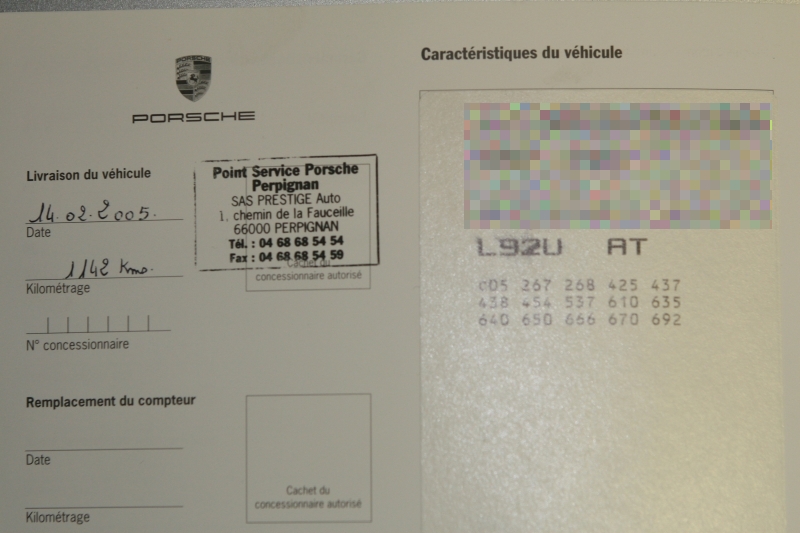 PORSCHE
Livraison du véhicule
14.02.2005.
Date
1142 Kms.
Kilométrage
N° concessionnaire
Point Service Porsche
Perpignan
SAS PRESTIGE Auto
1, chemin de la Fauceille
66000 PERPIGNAN
Tél. : 04 68 68 54 54
Fax : 04 68 68 54 59
Cachet du
concessionnaire autorisé
Remplacement du compteur
Date
Kilométrage
Cachet du
concessionnaire autorisé
Caractéristiques du véhicule
L92U AT
C05 267 268 425 437
438 454 537 610 635
640 650 666 670 692